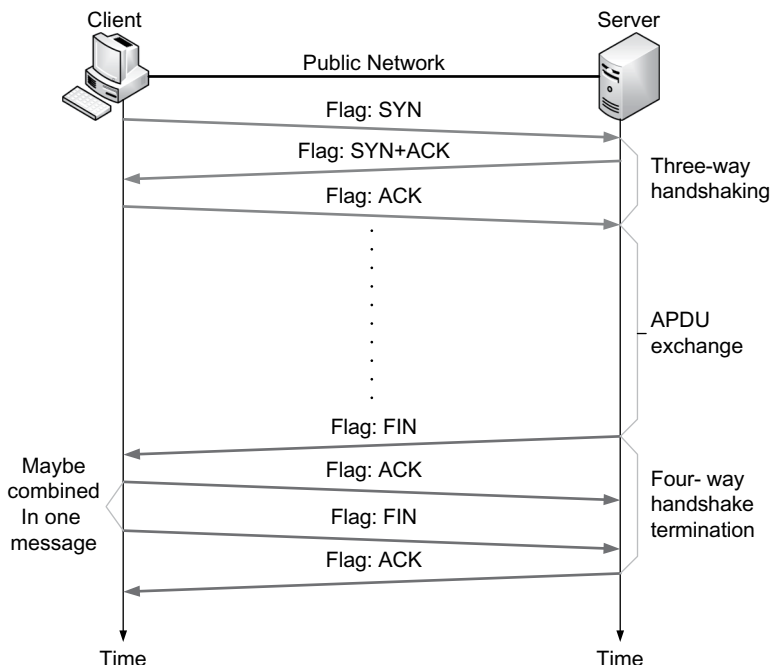 Client
Server
Public Network
Flag: SYN
Flag: SYN+ACK
Three-way
handshaking
Flag: ACK
APDU
exchange
Flag: FIN
Maybe
combined
In one
message
Flag: ACK
Four- way
handshake
termination
Flag: FIN
Flag: ACK
Time
Time